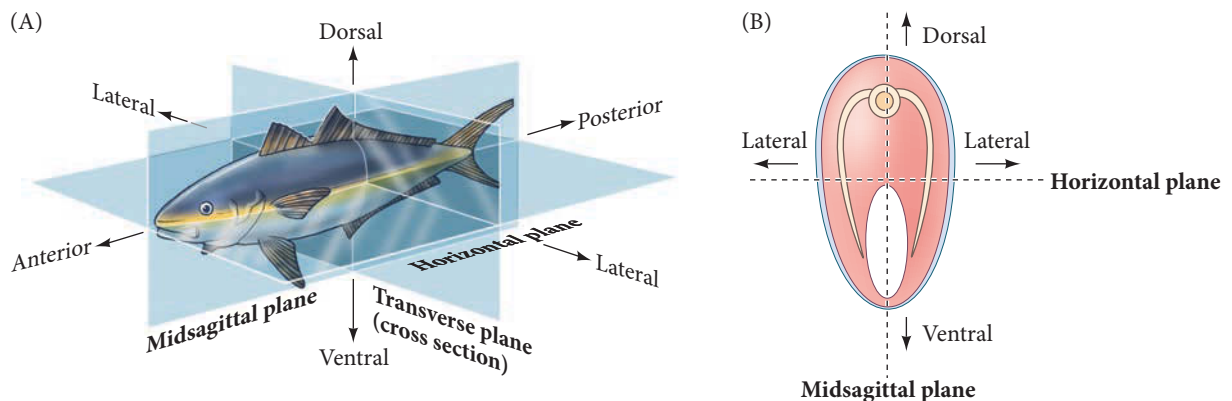 (A)
Dorsal
Lateral
Posterior
Anterior
Horizontal plane
Lateral
Midsagittal plane
Transverse plane
(cross section)
Ventral
(B)
Dorsal
Lateral
Lateral
Horizontal plane
Ventral
Midsagittal plane